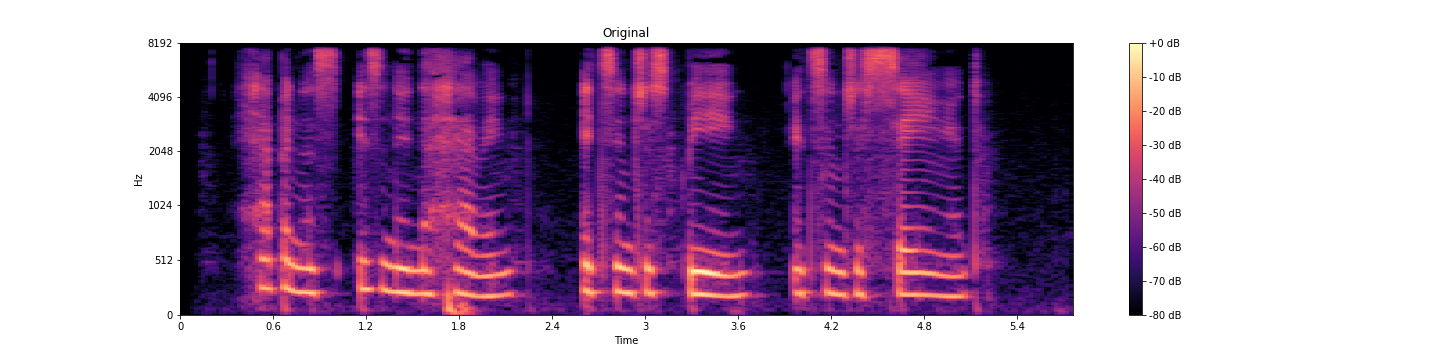 Original
8192
4096
2048
1024
512
0
Hz
0 0.6 1.2 1.8 2.4 3 3.6 4.2 4.8 5.4
Time
+0 dB
-10 dB
-20 dB
-30 dB
-40 dB
-50 dB
-60 dB
-70 dB
-80 dB